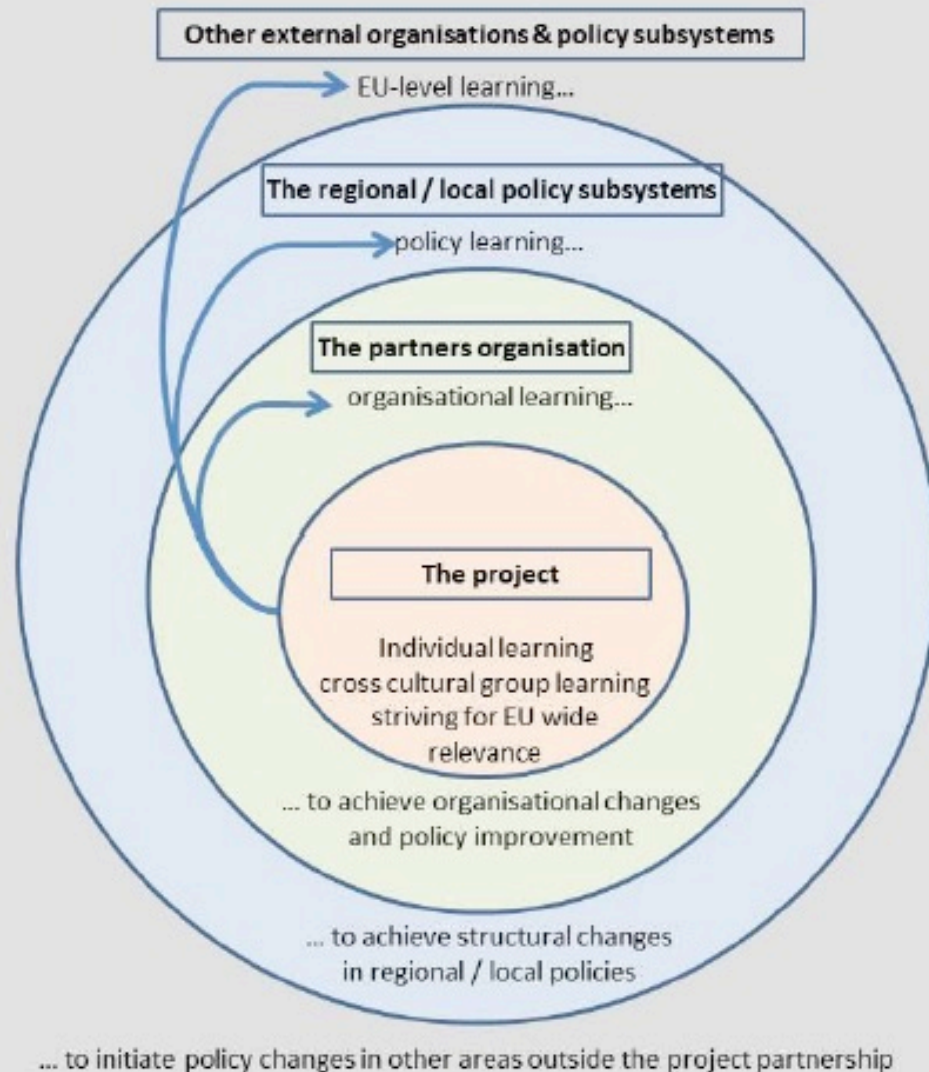 Other external organisations & policy subsystems
EU-level learning...
The regional / local policy subsystems
policy learning...
The partners organisation
organisational learning...
The project
Individual learning
cross cultural group learning
striving for EU wide
relevance
... to achieve organisational changes
and policy improvement
... to achieve structural changes
in regional / local policies
... to initiate policy changes in other areas outside the project partnership